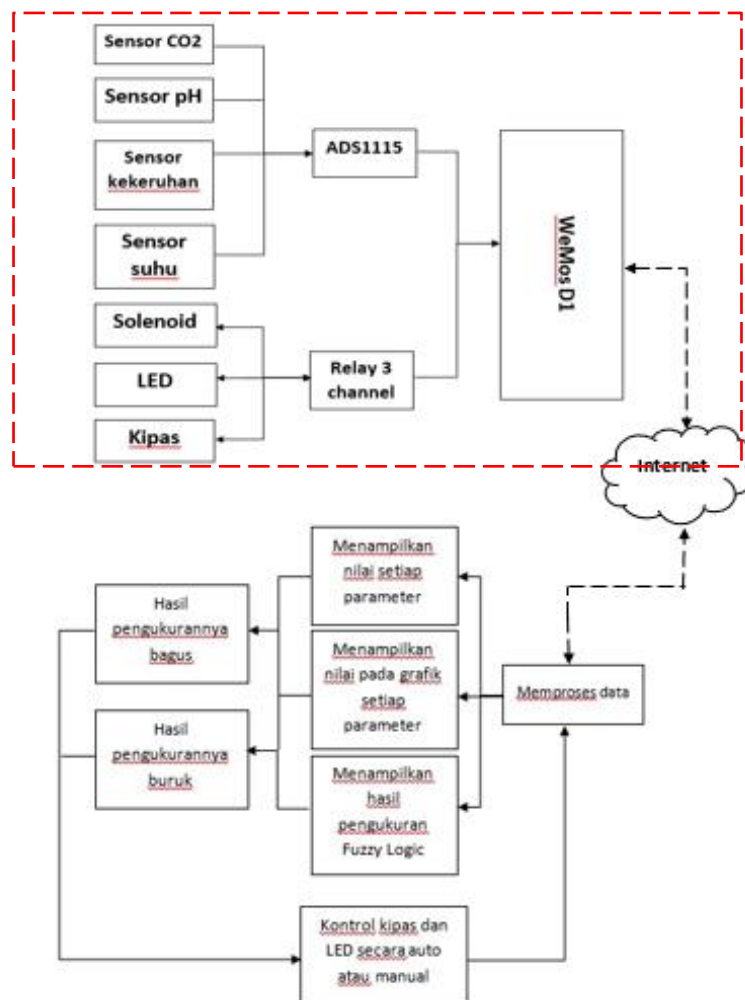 Sensor CO2
Sensor pH
Sensor
kekeruhan
Sensor
suhu
Solenoid
LED
Kipas
ADS1115
Relay 3
channel
WeMos D1
Internet
Menampilkan
nilai setiap
parameter
Hasil
pengukurannya
bagus
Menampilkan
nilai pada grafik
setiap
parameter
Memproses data
Hasil
pengukurannya
buruk
Menampilkan
hasil
pengukuran
Fuzzy Logic
Kontrol kipas dan
LED secara auto
atau manual